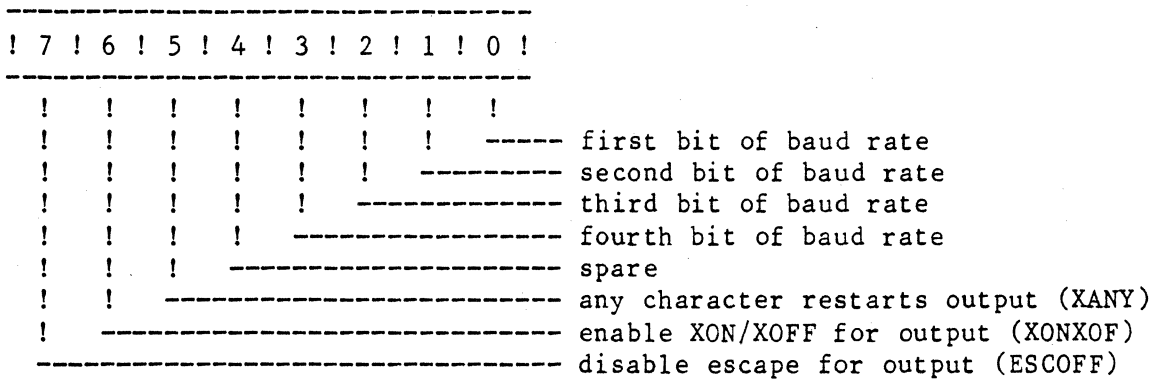 ---------------------------------
! 7 ! 6 ! 5 ! 4 ! 3 ! 2 ! 1 ! 0 !
---------------------------------
  !   !   !   !   !   !   !   !
  !   !   !   !   !   !   !   ----- first bit of baud rate
  !   !   !   !   !   !   --------- second bit of baud rate
  !   !   !   !   !   ------------- third bit of baud rate
  !   !   !   !   ----------------- fourth bit of baud rate
  !   !   !   --------------------- spare
  !   !   ------------------------- any character restarts output (XANY)
  !   ----------------------------- enable XON/XOFF for output (XONXOF)
  --------------------------------- disable escape for output (ESCOFF)